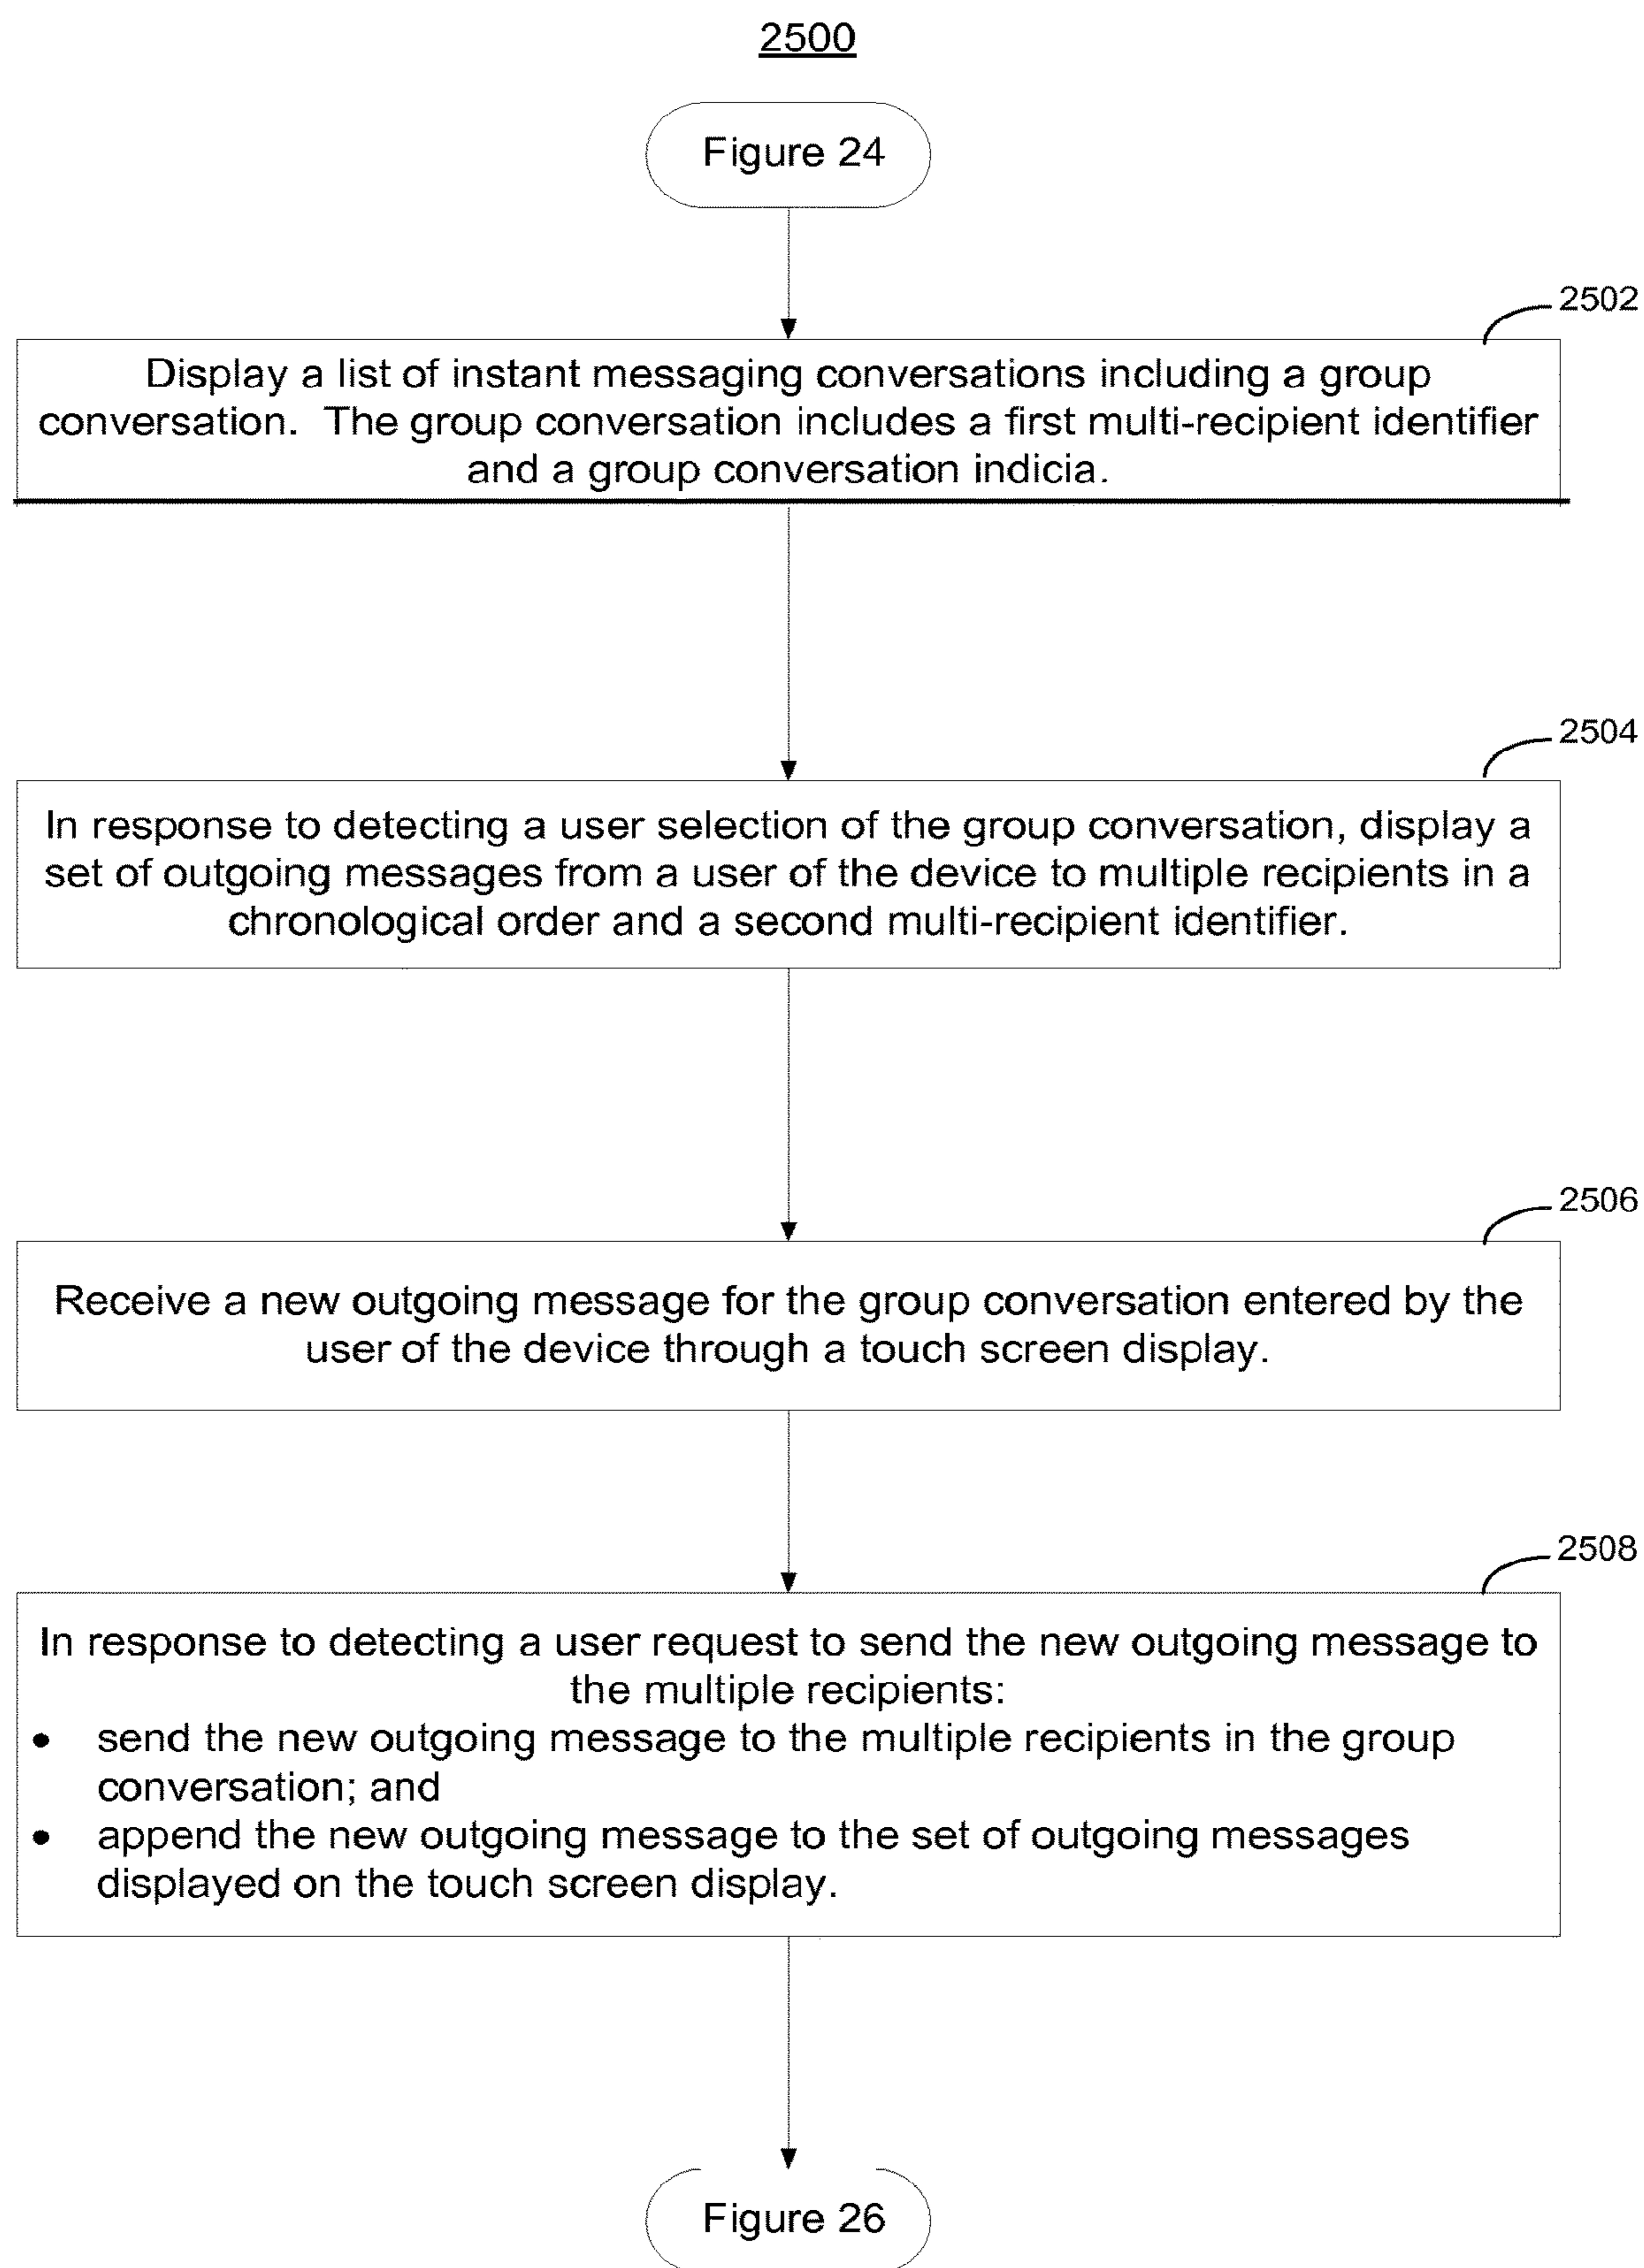 2500
Figure 24
2502
Display a list of instant messaging conversations including a group
conversation.  The group conversation includes a first multi-recipient identifier
and a group conversation indicia.
2504
In response to detecting a user selection of the group conversation, display a
set of outgoing messages from a user of the device to multiple recipients in a
chronological order and a second multi-recipient identifier.
2506
Receive a new outgoing message for the group conversation entered by the
user of the device through a touch screen display.
2508
In response to detecting a user request to send the new outgoing message to
the multiple recipients:
• send the new outgoing message to the multiple recipients in the group
conversation; and
• append the new outgoing message to the set of outgoing messages
displayed on the touch screen display.
Figure 26